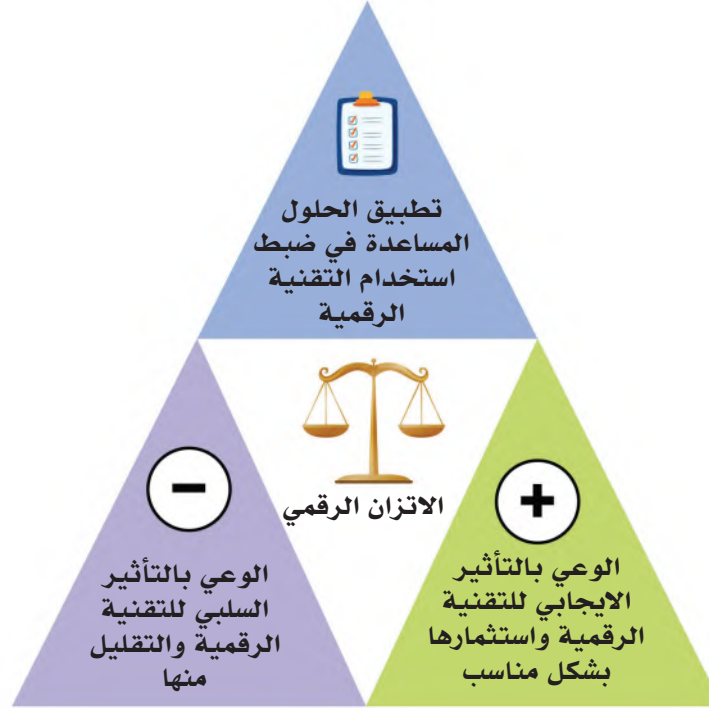 تطبيق الحلول
المساعدة في ضبط
استخدام التقنية
الرقمية
الاتزان الرقمي
+
الوعي بالتأثير
الايجابي للتقنية
الرقمية واستثمارها
بشكل مناسب
-
الوعي بالتأثير
السلبي للتقنية
الرقمية والتقليل
منها